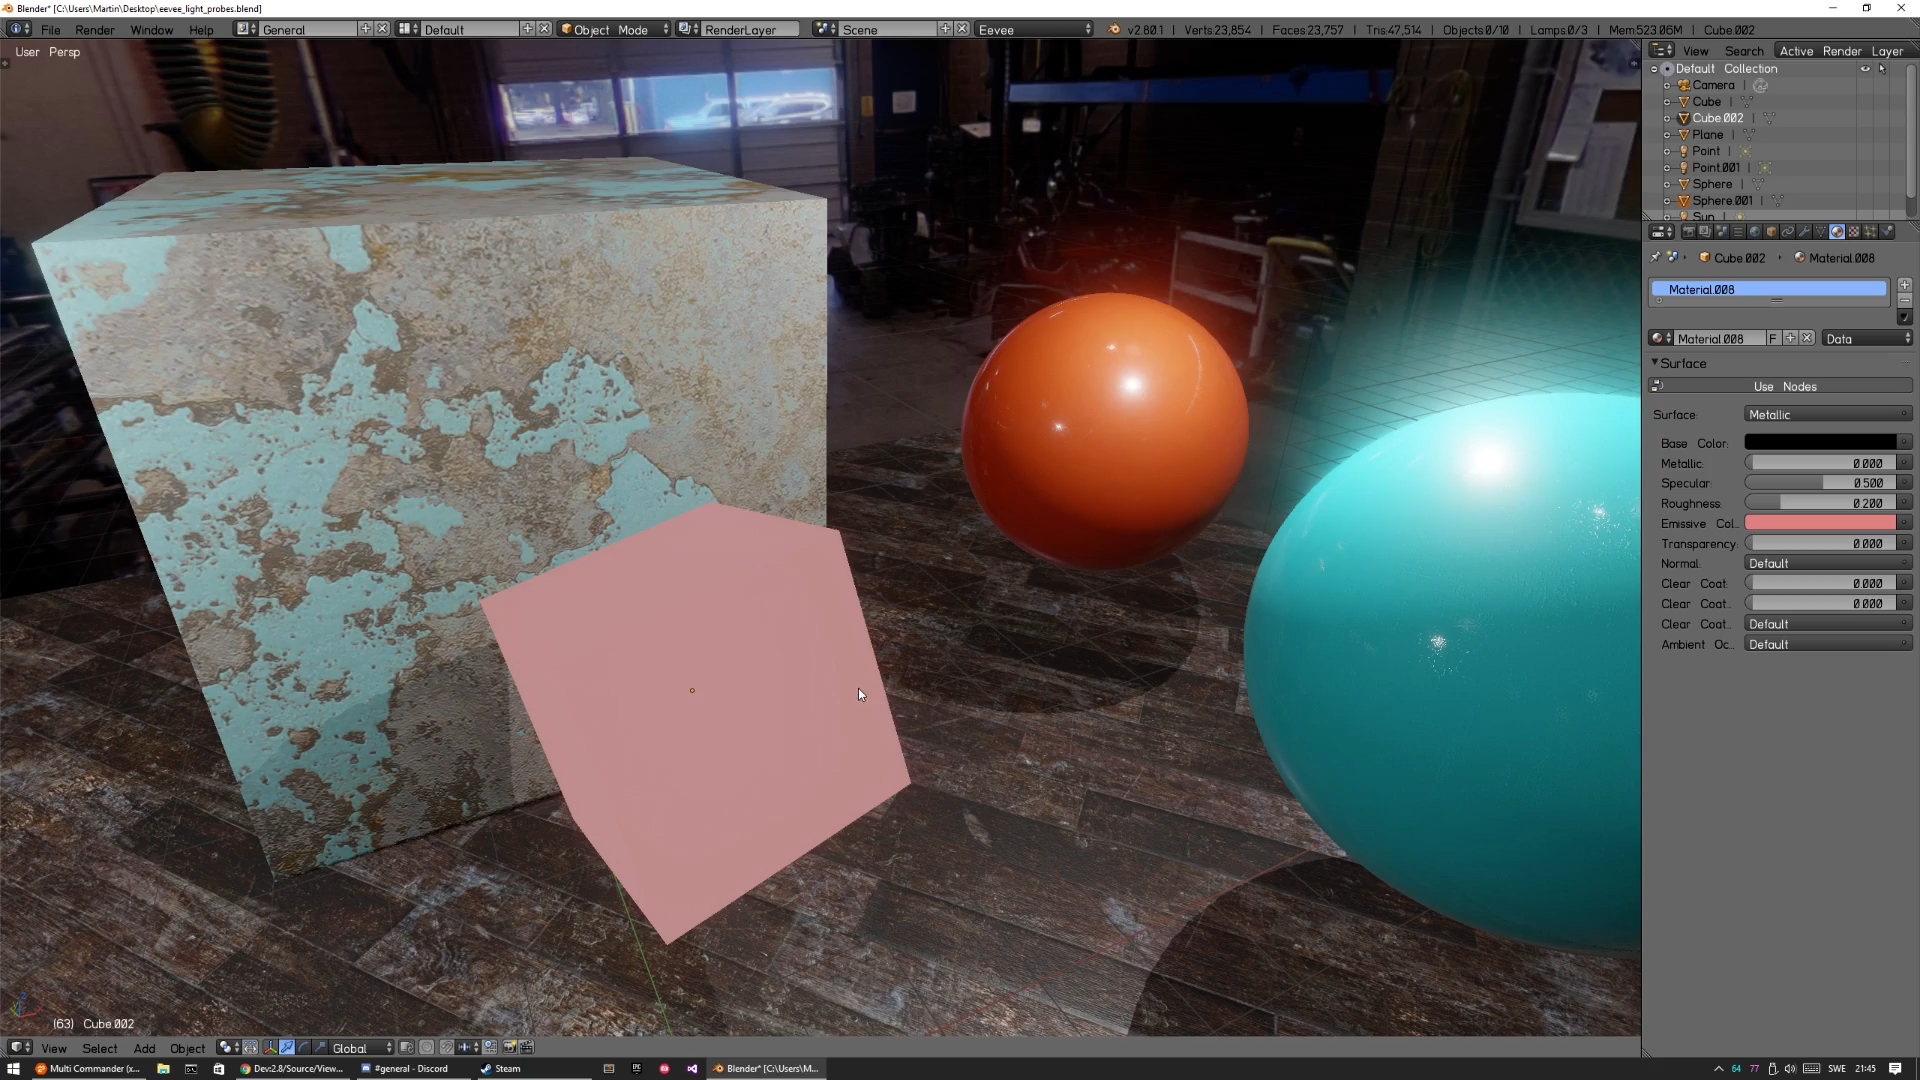 Blender* [C:\Users\Martin\Desktop\eevee_light_probes.blend]
File Render Window Help General Default Object Mode RenderLayer Scene Eevee v2.80.1 | Verts:23,854 | Faces:23,757 | Tris:47,514 | Objects:0/10 | Lamps:0/3 | Mem:523.06M | Cube.002
User Persp
View Search Active Render Layer
Default Collection
Camera
Cube
Cube.002
Plane
Point
Point.001
Sphere
Sphere.001
Sun
Cube.002 Material.008
Material.008
Material.008 F Data
Surface
Use Nodes
Surface: Metallic
Base Color:
Metallic: 0.000
Specular: 0.500
Roughness: 0.200
Emissive Col..
Transparency: 0.000
Normal: Default
Clear Coat.. 0.000
Clear Coat.. 0.000
Clear Coat.. Default
Ambient Oc.. Default
(63) Cube.002
View Select Add Object Global
Multi Commander (x... Dev:2.8/Source/View... #general - Discord Steam Blender* [C:\Users\M... 64 77 SWE 21:45